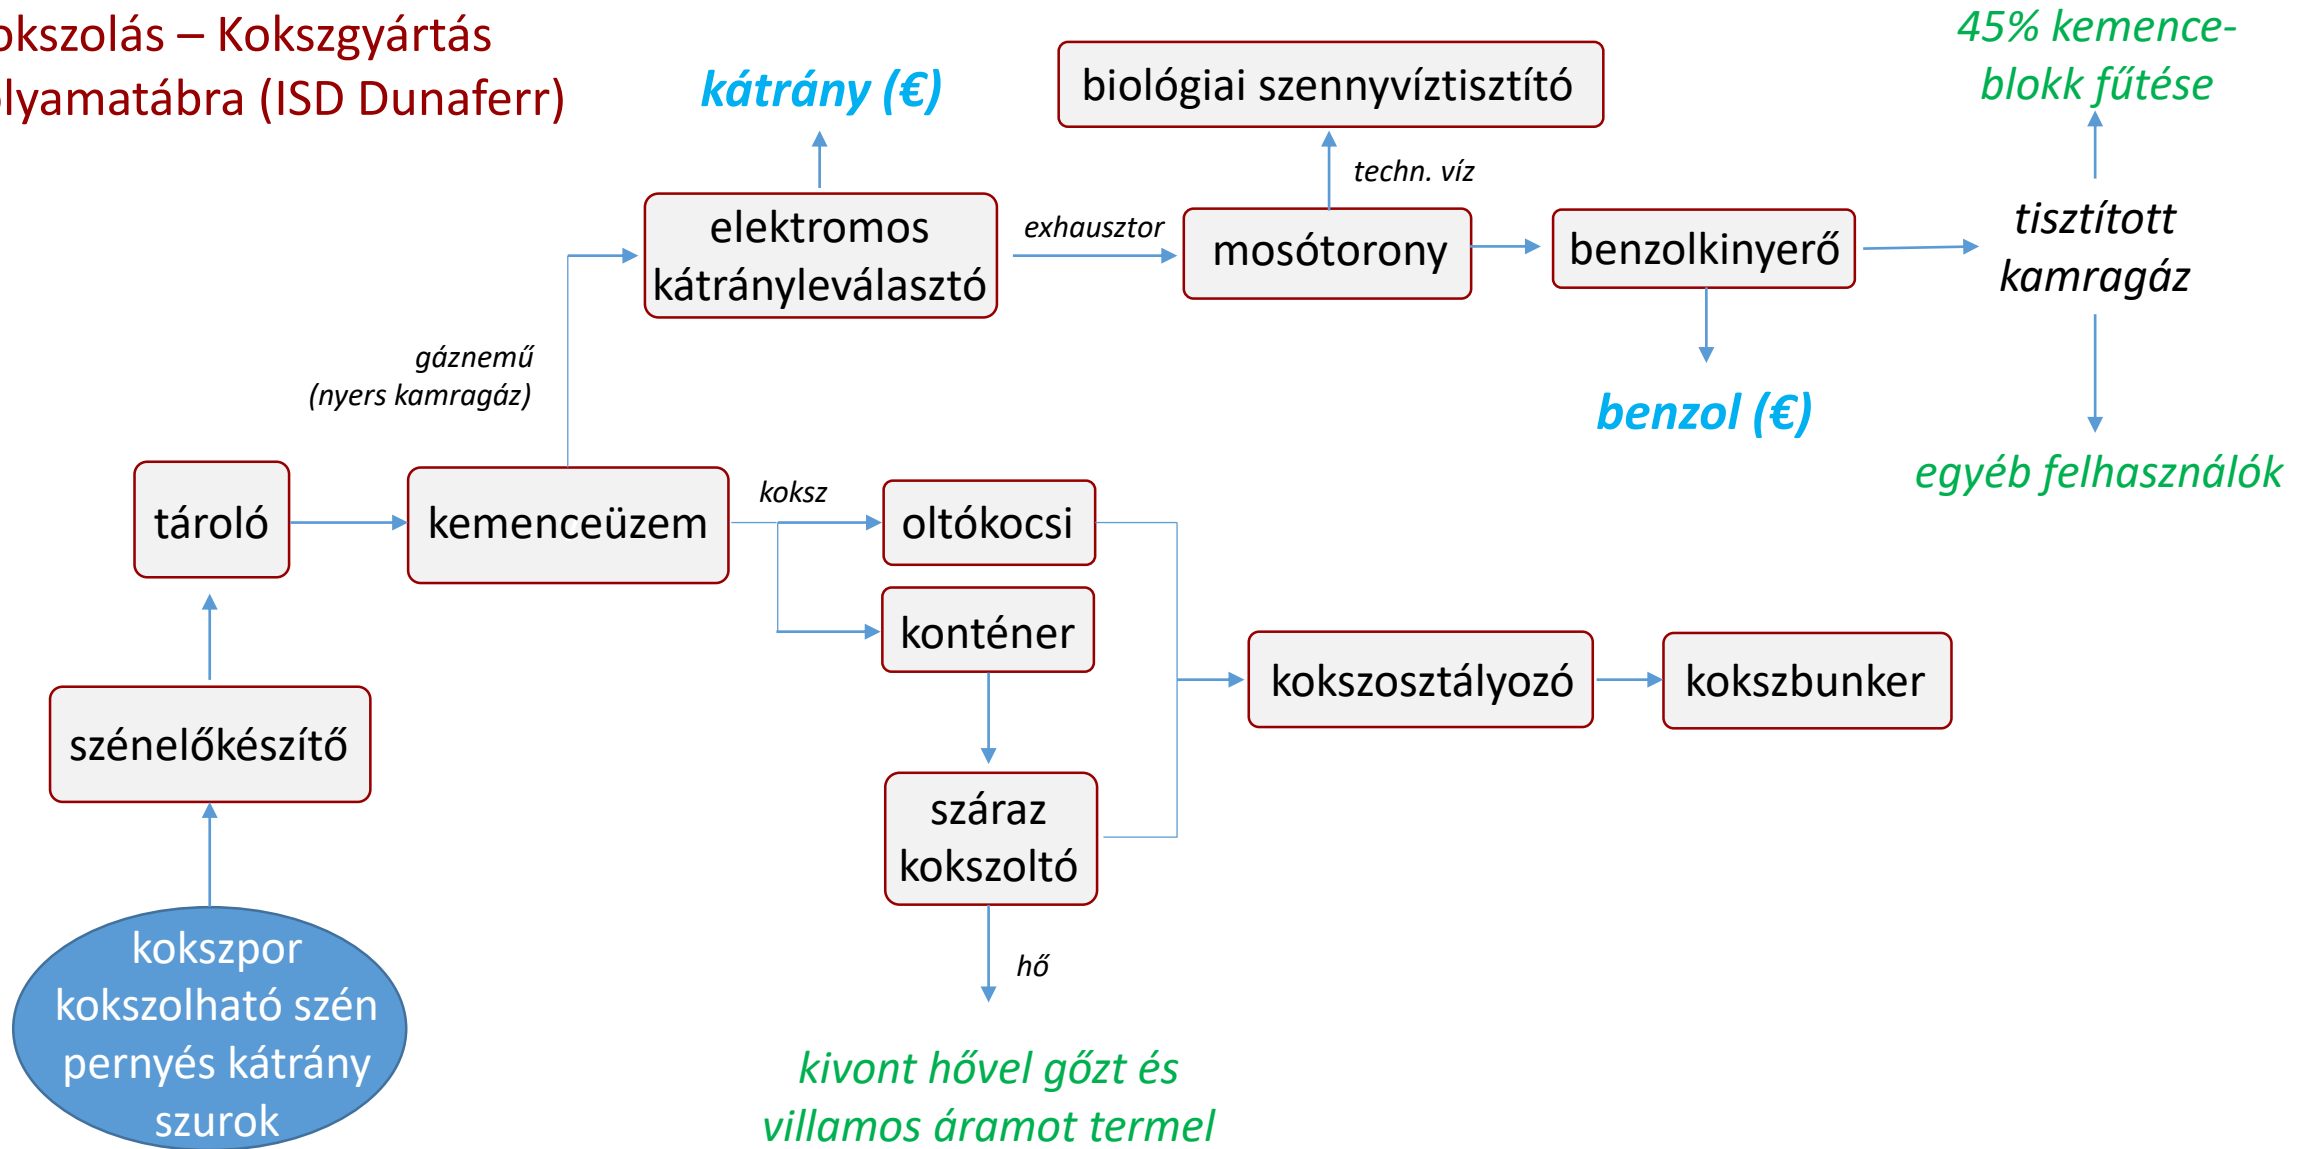 okszolás – Kokszgyártás
olyamatábra (ISD Dunaferr)
kátrány (€)
biológiai szennyvíztisztító
45% kemence-
blokk fűtése
techn. víz
elektromos
kátrányleválasztó
exhausztor
mosótorony
benzolkinyerő
tisztított
kamragáz
gáznemű
(nyers kamragáz)
benzol (€)
egyéb felhasználók
tároló
kemenceüzem
koksz
oltókocsi
konténer
kokszosztályozó
kokszbunker
szénelőkészítő
száraz
kokszoltó
hő
kokszpor
kokszolható szén
pernyés kátrány
szurok
kivont hővel gőzt és
villamos áramot termel